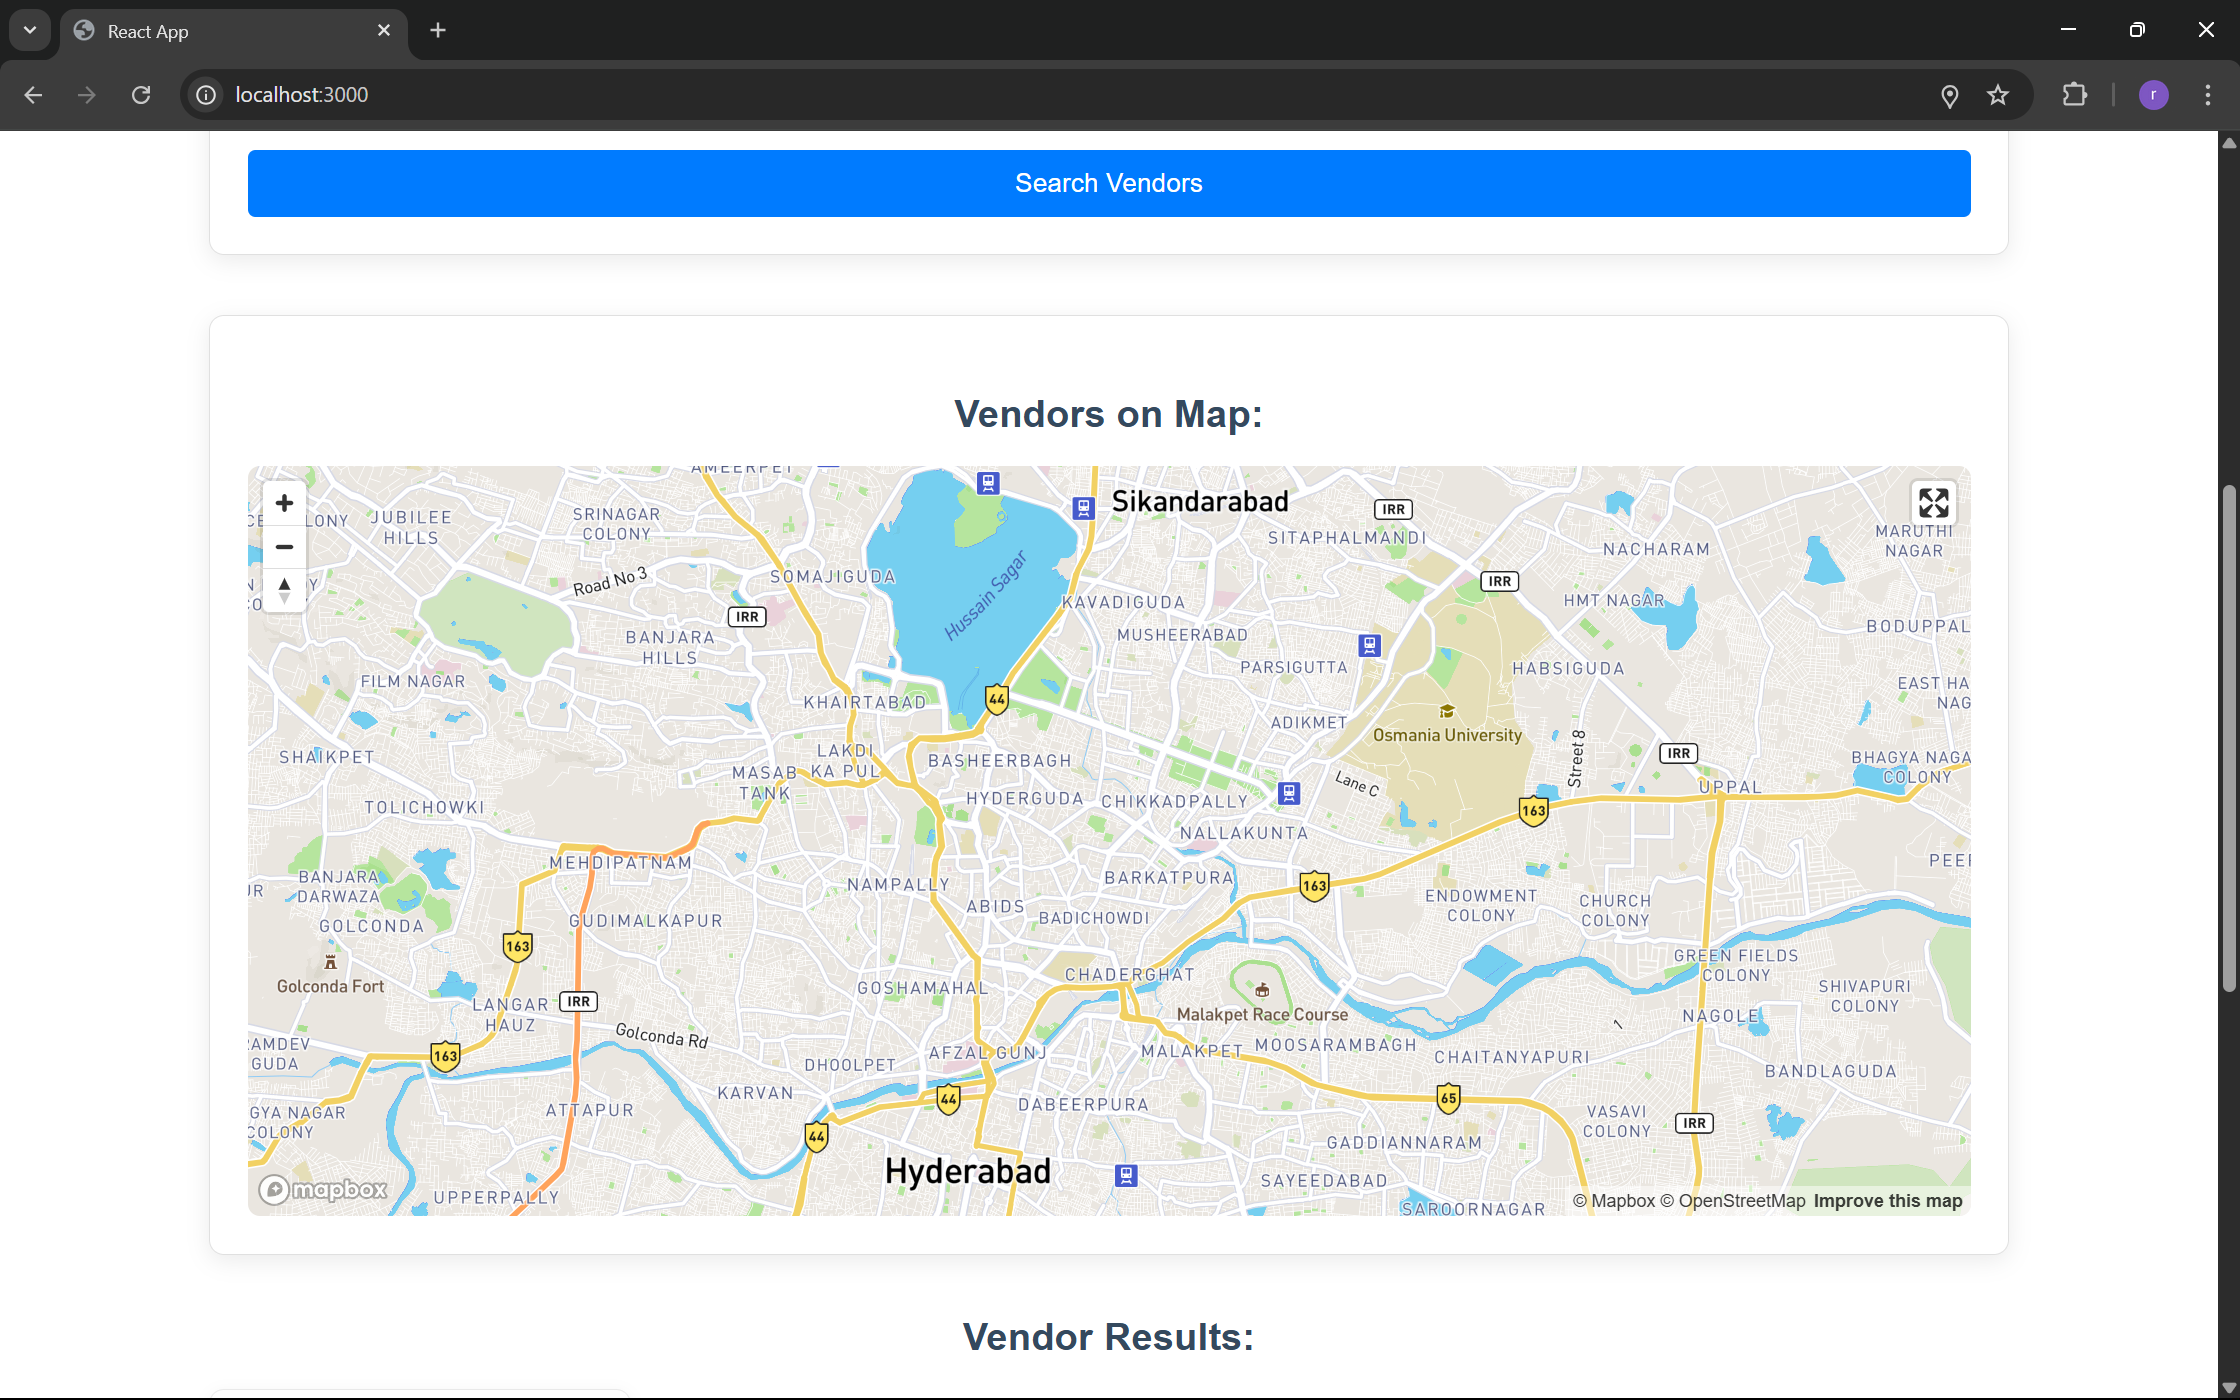 React App
localhost:3000
r
Search Vendors
Vendors on Map:
AMEERPET
Sikandarabad
IRR
JUBILEE
HILLS
SRINAGAR
COLONY
SITAPHALMANDI
MARUTHI
NAGAR
NACHARAM
Road No 3
SOMAJIGUDA
Hussain Sagar
IRR
KAVADIGUDA
HMT NAGAR
IRR
BANJARA
HILLS
MUSHEERABAD
BODUPPAL
PARSIGUTTA
HABSIGUDA
FILM NAGAR
EAST HA
NAG
KHAIRTABAD
44
ADIKMET
Osmania University
Street 8
SHAIKPET
LAKDI
KA PUL
BASHEERBAGH
IRR
BHAGYA NAGA
COLONY
MASAB
TANK
Lane C
UPPAL
TOLICHOWKI
HYDERGUDA
CHIKKADPALLY
163
NALLAKUNTA
MEHDIPATNAM
PEE
BANJARA
DARWAZA
NAMPALLY
BARKATPURA
163
ENDOWMENT
COLONY
CHURCH
COLONY
GOLCONDA
GUDIMALKAPUR
ABIDS
BADICHOWDI
163
GREEN FIELDS
COLONY
Golconda Fort
CHADERGHAT
GOSHAMAHAL
SHIVAPURI
COLONY
LANGAR
HAUZ
IRR
Malakpet Race Course
NAGOLE
1
Golconda Rd
AMDEV
GUDA
163
DHOOLPET
AFZAL GUNJ
MALAKPET
MOOSARAMBAGH
CHAITANYAPURI
BANDLAGUDA
KARVAN
44
65
GYA NAGAR
COLONY
ATTAPUR
DABEERPURA
VASAVI
COLONY
IRR
44
GADDIANNARAM
Hyderabad
SAYEEDABAD
mapbox
UPPERPALLY
SAROORNAGAR
© Mapbox © OpenStreetMap Improve this map
Vendor Results: